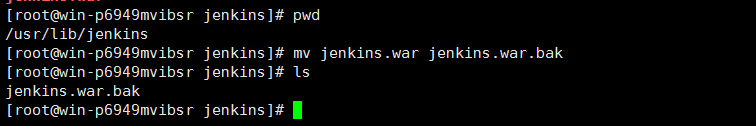 [root@win-p6949mvibsr jenkins]# pwd
/usr/lib/jenkins
[root@win-p6949mvibsr jenkins]# mv jenkins.war jenkins.war.bak
[root@win-p6949mvibsr jenkins]# ls
jenkins.war.bak
[root@win-p6949mvibsr jenkins]#